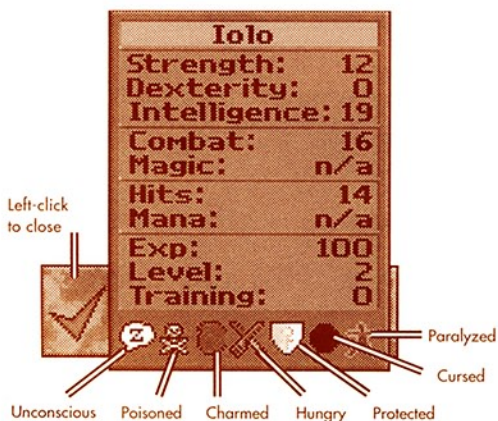 Iolo
Strength: 12
Dexterity: 0
Intelligence: 19
Combat: 16
Magic: n/a
Hits: 14
Mana: n/a
Exp: 100
Level: 2
Training: 0
Left-click
to close
Z
Paralyzed
Cursed
Unconscious Poisoned Charmed Hungry Protected